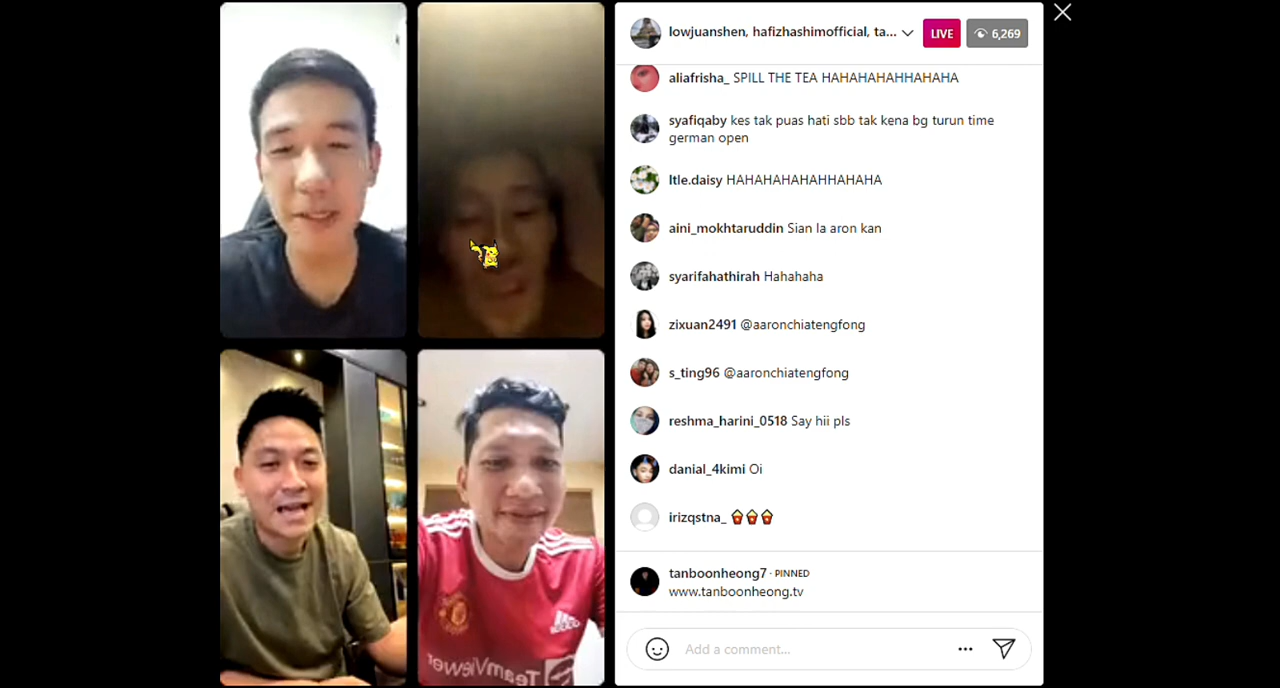 lowjuanshen, hafizhashimofficial, ta...
LIVE
6,269
aliafrisha_ SPILL THE TEA HAHAHAHAHHAHAHA
syafiqaby kes tak puas hati sbb tak kena bg turun time
german open
ltle.daisy HAHAHAHAHAHHAHAHA
aini_mokhtaruddin Sian la aron kan
syarifahathirah Hahahaha
zixuan2491 @aaronchiatengfong
s_ting96 @aaronchiatengfong
reshma_harini_0518 Say hii pls
danial_4kimi Oi
irizqstna_ 🍿🍿🍿
tanboonheong7 · PINNED
www.tanboonheong.tv
Add a comment...
adidas
TeamViewer